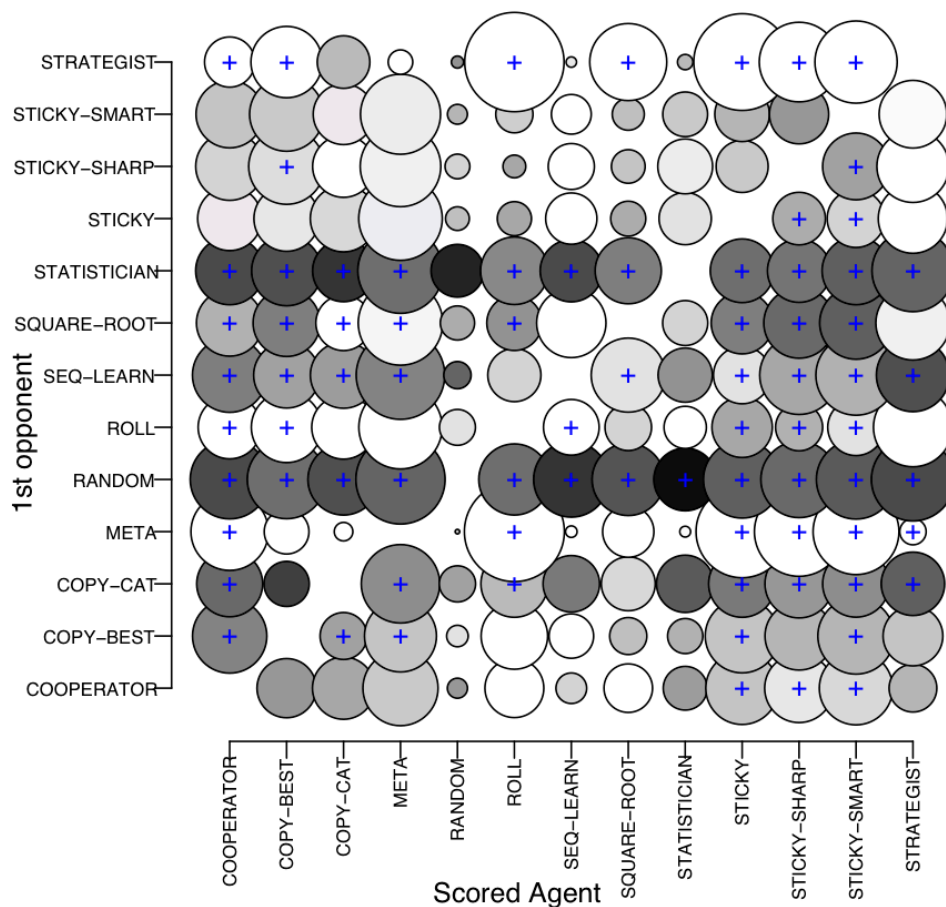 STRATEGIST
STICKY−SMART
STICKY−SHARP
STICKY
STATISTICIAN
SQUARE−ROOT
SEQ−LEARN
ROLL
RANDOM
META
COPY−CAT
COPY−BEST
COOPERATOR
1st opponent
COOPERATOR
COPY−BEST
COPY−CAT
META
RANDOM
ROLL
SEQ−LEARN
SQUARE−ROOT
STATISTICIAN
STICKY
STICKY−SHARP
STICKY−SMART
STRATEGIST
Scored Agent